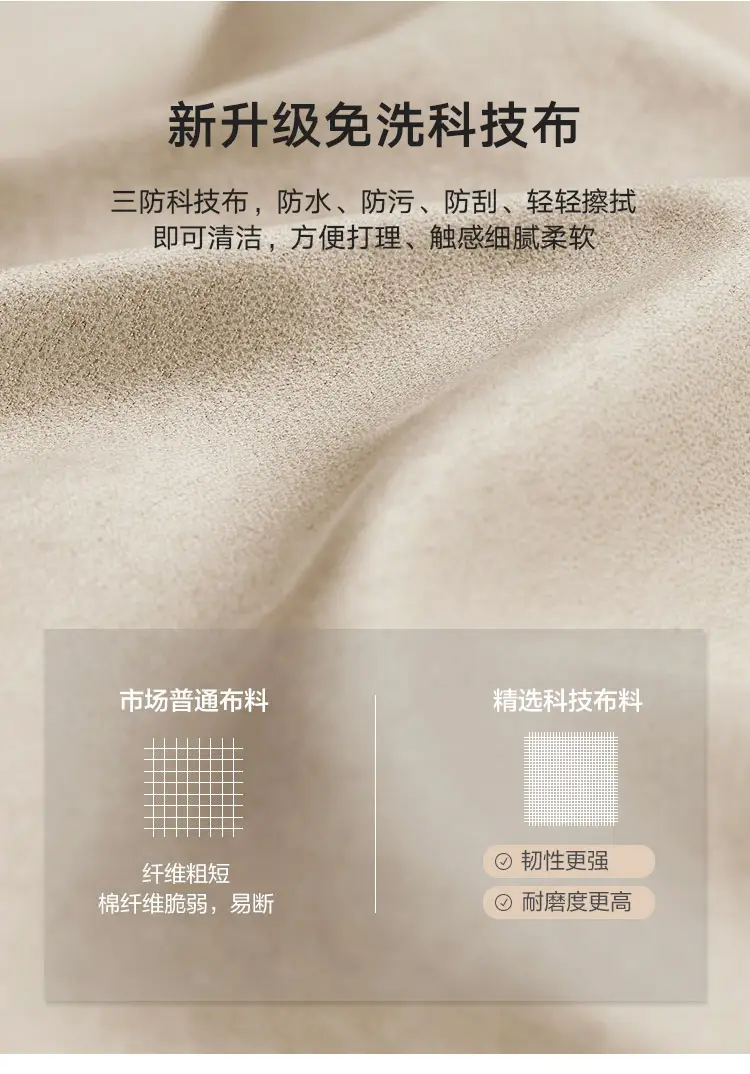 新升级免洗科技布
三防科技布，防水、防污、防刮、轻轻擦拭
即可清洁，方便打理、触感细腻柔软
市场普通布料
精选科技布料
纤维粗短
棉纤维脆弱，易断
韧性更强
耐磨度更高